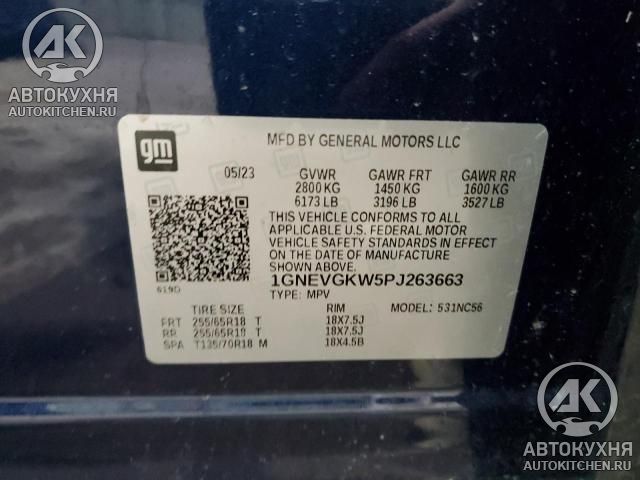 AK
АВТОКУХНЯ
AUTOKITCHEN.RU
gm
MFD BY GENERAL MOTORS LLC
05/23 GVWR GAWR FRT GAWR RR
2800 KG 1450 KG 1600 KG
6173 LB 3196 LB 3527 LB
THIS VEHICLE CONFORMS TO ALL
APPLICABLE U.S. FEDERAL MOTOR
VEHICLE SAFETY STANDARDS IN EFFECT
ON THE DATE OF MANUFACTURE
SHOWN ABOVE.
1GNEVGKW5PJ263663
619D
TYPE: MPV MODEL: 531NC56
TIRE SIZE RIM
FRT 255/65R18 T 18X7.5J
RR 255/65R18 T 18X7.5J
SPA T135/70R18 M 18X4.5B
AK
АВТОКУХНЯ
AUTOKITCHEN.RU